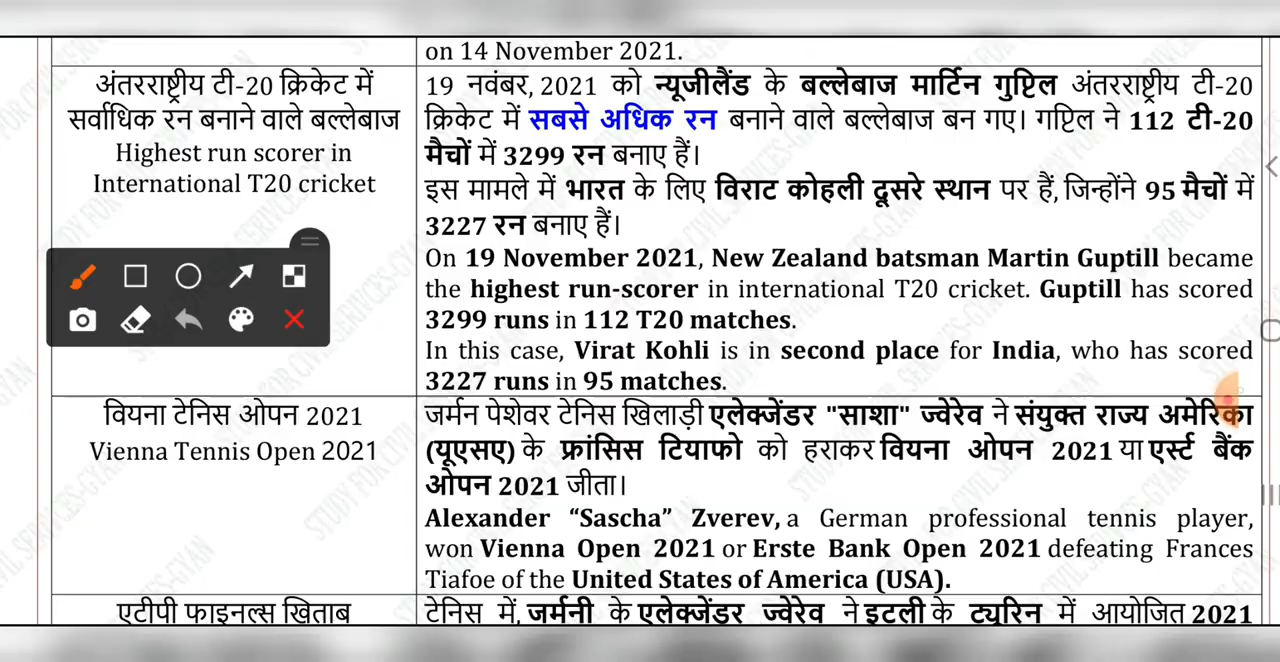 on 14 November 2021.
अंतरराष्ट्रीय टी-20 क्रिकेट में
सर्वाधिक रन बनाने वाले बल्लेबाज
Highest run scorer in
International T20 cricket
19 नवंबर, 2021 को न्यूजीलैंड के बल्लेबाज मार्टिन गुप्टिल अंतरराष्ट्रीय टी-20
क्रिकेट में सबसे अधिक रन बनाने वाले बल्लेबाज बन गए। गप्टिल ने 112 टी-20
मैचों में 3299 रन बनाए हैं।
इस मामले में भारत के लिए विराट कोहली दूसरे स्थान पर हैं, जिन्होंने 95 मैचों में
3227 रन बनाए हैं।
On 19 November 2021, New Zealand batsman Martin Guptill became
the highest run-scorer in international T20 cricket. Guptill has scored
3299 runs in 112 T20 matches.
In this case, Virat Kohli is in second place for India, who has scored
3227 runs in 95 matches.
वियना टेनिस ओपन 2021
Vienna Tennis Open 2021
जर्मन पेशेवर टेनिस खिलाड़ी एलेक्जेंडर "साशा" ज्वेरेव ने संयुक्त राज्य अमेरिका
(यूएसए) के फ्रांसिस टियाफो को हराकर वियना ओपन 2021 या एर्स्ट बैंक
ओपन 2021 जीता।
Alexander “Sascha” Zverev, a German professional tennis player,
won Vienna Open 2021 or Erste Bank Open 2021 defeating Frances
Tiafoe of the United States of America (USA).
एटीपी फाइनल्स खिताब
टेनिस में, जर्मनी के एलेक्जेंडर ज्वेरेव ने इटली के ट्यूरिन में आयोजित 2021